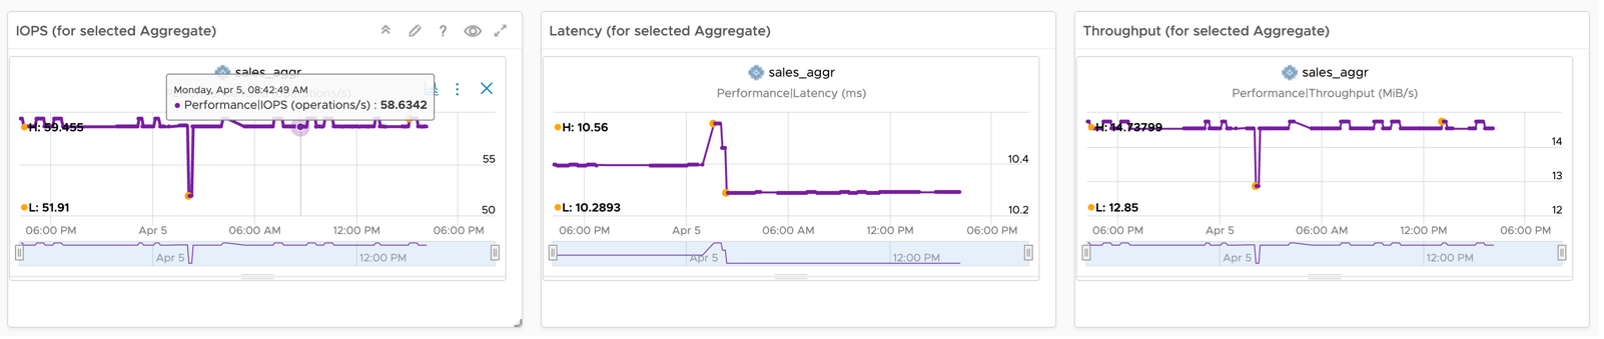 IOPS (for selected Aggregate)
?
sales_aggr
Monday, Apr 5, 08:42:49 AM
Performance|IOPS (operations/s) : 58.6342
H: 59.455
55
L: 51.91
50
06:00 PM Apr 5 06:00 AM 12:00 PM 06:00 PM
Apr 5 12:00 PM
Latency (for selected Aggregate)
sales_aggr
Performance|Latency (ms)
H: 10.56
10.4
L: 10.2893
10.2
06:00 PM Apr 5 06:00 AM 12:00 PM 06:00 PM
Apr 5 12:00 PM
Throughput (for selected Aggregate)
sales_aggr
Performance|Throughput (MiB/s)
H: 14.73799
14
13
L: 12.85
12
06:00 PM Apr 5 06:00 AM 12:00 PM 06:00 PM
Apr 5 12:00 PM